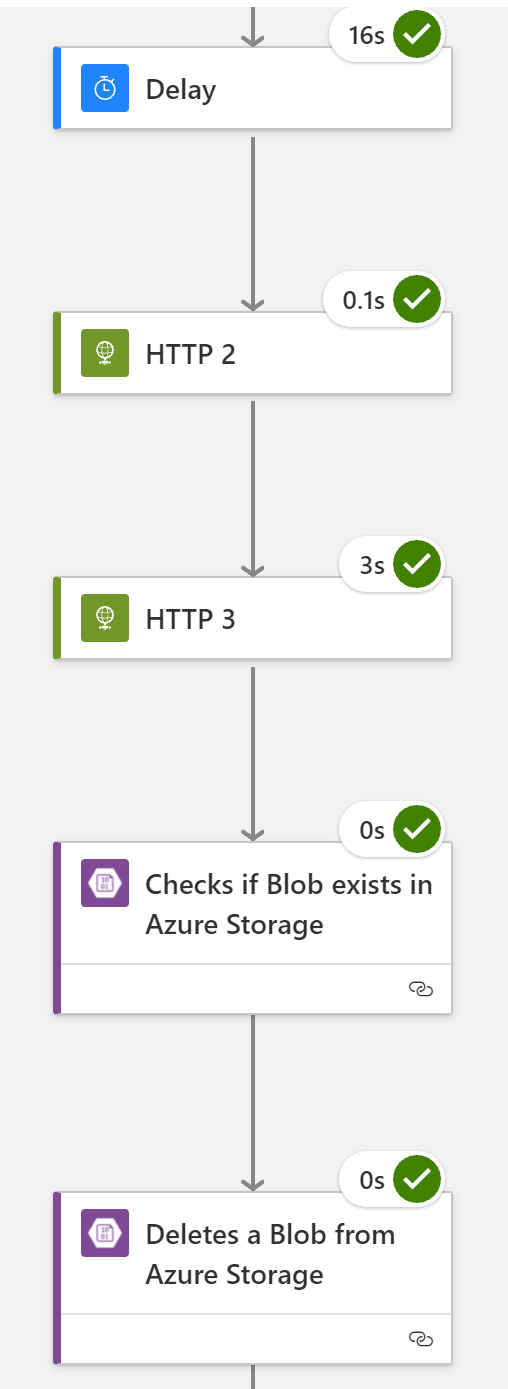 16s
Delay
0.1s
HTTP 2
3s
HTTP 3
0s
Checks if Blob exists in
Azure Storage
0s
Deletes a Blob from
Azure Storage